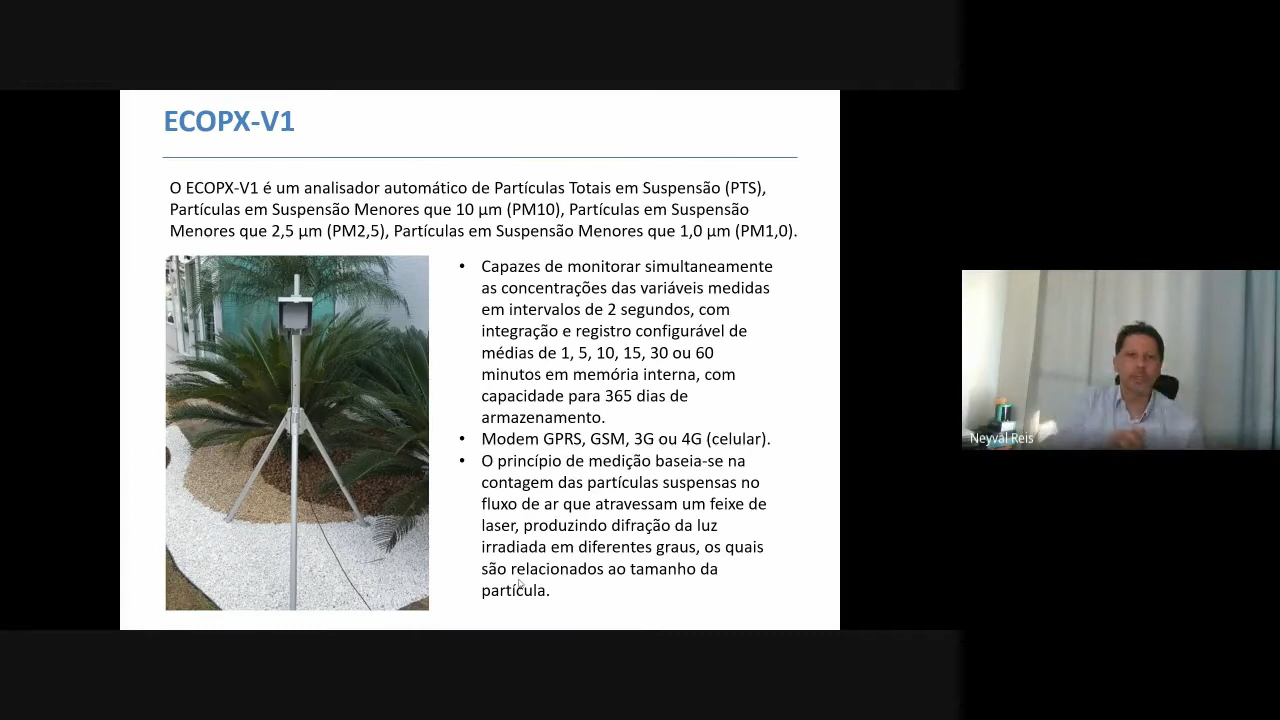 ECOPX-V1
O ECOPX-V1 é um analisador automático de Partículas Totais em Suspensão (PTS),
Partículas em Suspensão Menores que 10 µm (PM10), Partículas em Suspensão
Menores que 2,5 µm (PM2,5), Partículas em Suspensão Menores que 1,0 µm (PM1,0).
• Capazes de monitorar simultaneamente
as concentrações das variáveis medidas
em intervalos de 2 segundos, com
integração e registro configurável de
médias de 1, 5, 10, 15, 30 ou 60
minutos em memória interna, com
capacidade para 365 dias de
armazenamento.
• Modem GPRS, GSM, 3G ou 4G (celular).
• O princípio de medição baseia-se na
contagem das partículas suspensas no
fluxo de ar que atravessam um feixe de
laser, produzindo difração da luz
irradiada em diferentes graus, os quais
são relacionados ao tamanho da
partícula.
Neyval Reis